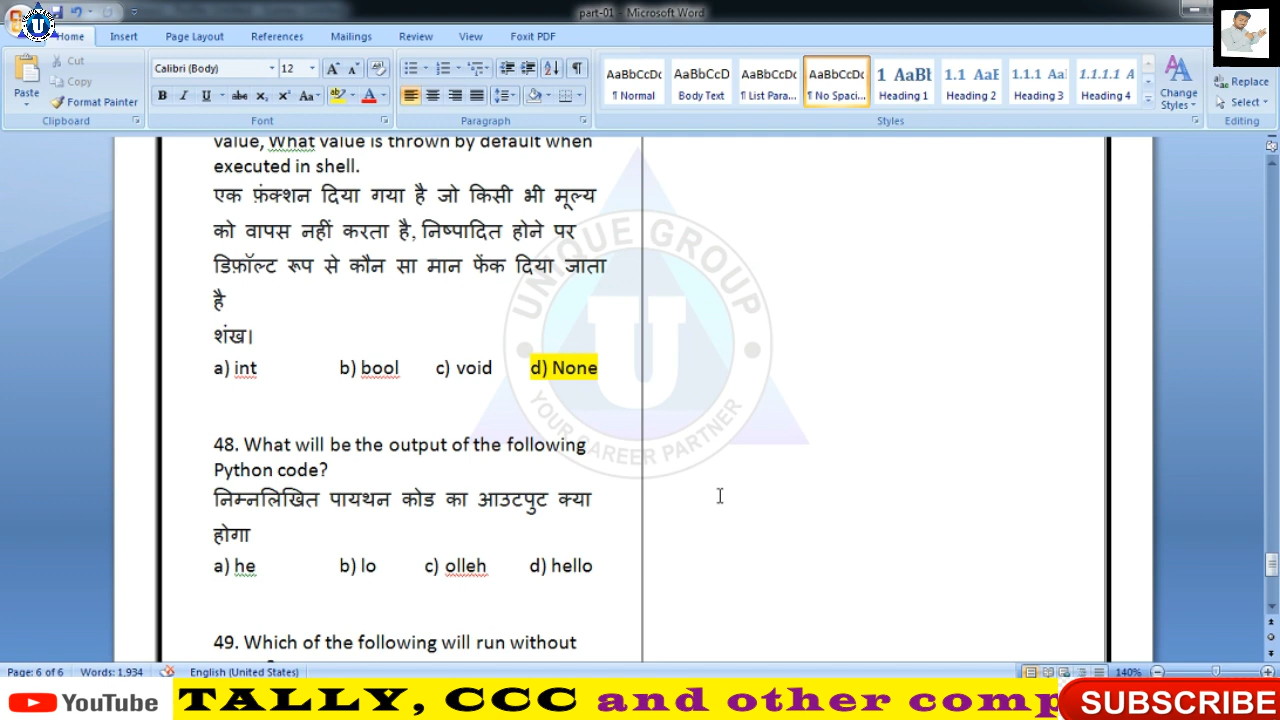 part-01 - Microsoft Word
Home Insert Page Layout References Mailings Review View Foxit PDF
Cut
Copy
Format Painter
Paste
Clipboard
Calibri (Body) 12
Font
Paragraph
AaBbCcDc AaBbCcD AaBbCcDc AaBbCcDc 1 AaBb 1.1 AaB 1.1.1 Aa 1.1.1.1 A
¶ Normal Body Text ¶ List Para... ¶ No Spaci... Heading 1 Heading 2 Heading 3 Heading 4
Change Styles
Styles
Replace
Select
Editing
value, What value is thrown by default when
executed in shell.
एक फ़ंक्शन दिया गया है जो किसी भी मूल्य
को वापस नहीं करता है, निष्पादित होने पर
डिफ़ॉल्ट रूप से कौन सा मान फेंक दिया जाता
है
शंख।
a) int b) bool c) void d) None
48. What will be the output of the following
Python code?
निम्नलिखित पायथन कोड का आउटपुट क्या
होगा
a) he b) lo c) olleh d) hello
49. Which of the following will run without
UNIQUE GROUP
U
YOUR CAREER PARTNER
Page: 6 of 6 Words: 1,934 English (United States) 140%
YouTube TALLY, CCC and other comp SUBSCRIBE